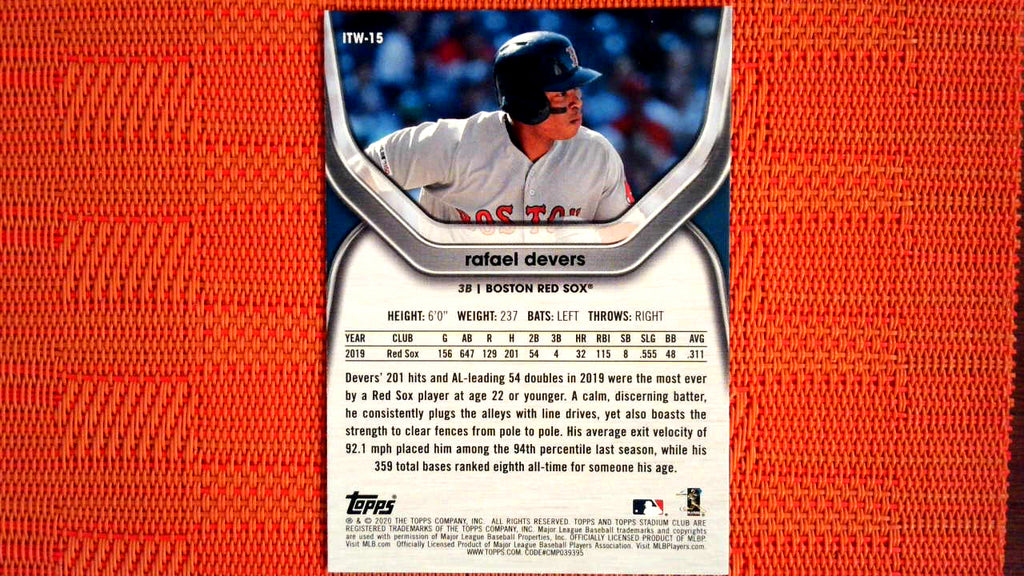 ITW-15
BOSTON
rafael devers
3B | BOSTON RED SOX®
HEIGHT: 6'0" WEIGHT: 237 BATS: LEFT THROWS: RIGHT
YEAR CLUB G AB R H 2B 3B HR RBI SB SLG BB AVG
2019 Red Sox 156 647 129 201 54 4 32 115 8 .555 48 .311
Devers' 201 hits and AL-leading 54 doubles in 2019 were the most ever
by a Red Sox player at age 22 or younger. A calm, discerning batter,
he consistently plugs the alleys with line drives, yet also boasts the
strength to clear fences from pole to pole. His average exit velocity of
92.1 mph placed him among the 94th percentile last season, while his
359 total bases ranked eighth all-time for someone his age.
Topps®
® & © 2020 THE TOPPS COMPANY, INC. ALL RIGHTS RESERVED. TOPPS AND TOPPS STADIUM CLUB ARE
REGISTERED TRADEMARKS OF THE TOPPS COMPANY, INC. Major League Baseball trademarks and copyrights
are used with permission of Major League Baseball Properties, Inc. OFFICIALLY LICENSED PRODUCT OF MLBP.
Visit MLB.com Officially Licensed Product of Major League Baseball Players Association. Visit MLBPlayers.com.
WWW.TOPPS.COM. CODE#CMP039395